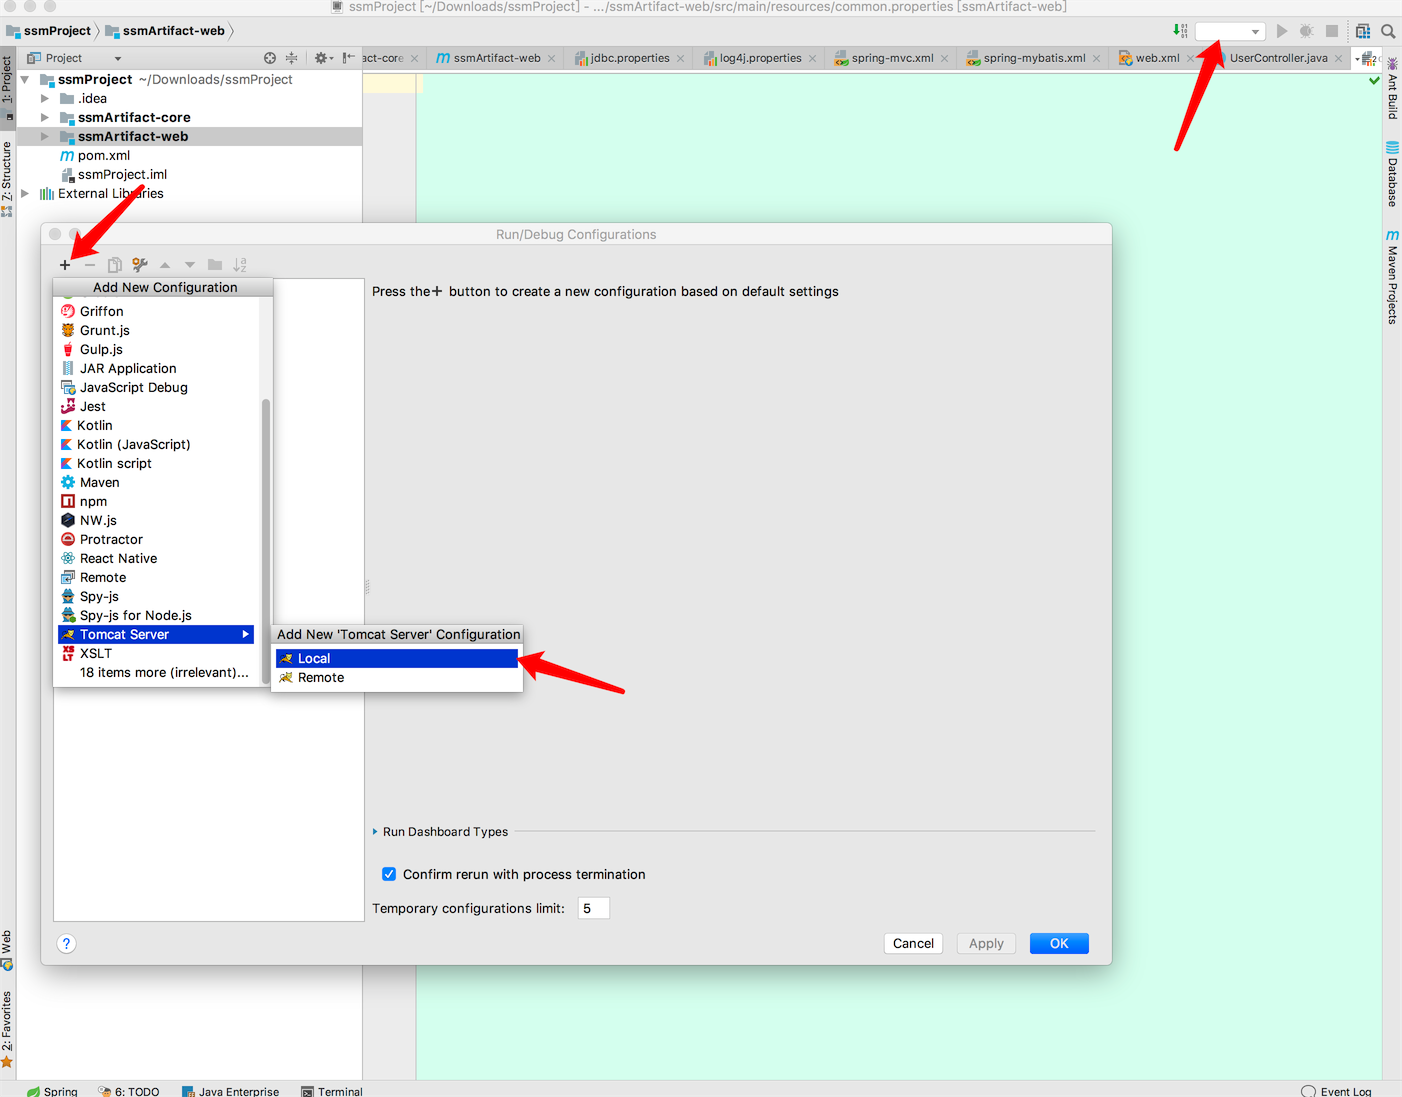 ssmProject [~/Downloads/ssmProject] - .../ssmArtifact-web/src/main/resources/common.properties [ssmArtifact-web]
ssmProject ssmArtifact-web
Project
act-core ssmArtifact-web jdbc.properties log4j.properties spring-mvc.xml spring-mybatis.xml web.xml UserController.java
1: Project
Z: Structure
Web
2: Favorites
ssmProject ~/Downloads/ssmProject
.idea
ssmArtifact-core
ssmArtifact-web
pom.xml
ssmProject.iml
External Libraries
Ant Build
Database
Maven Projects
Run/Debug Configurations
Add New Configuration
Griffon
Grunt.js
Gulp.js
JAR Application
JavaScript Debug
Jest
Kotlin
Kotlin (JavaScript)
Kotlin script
Maven
npm
NW.js
Protractor
React Native
Remote
Spy-js
Spy-js for Node.js
Tomcat Server
XSLT
18 items more (irrelevant)...
Add New 'Tomcat Server' Configuration
Local
Remote
Press the+ button to create a new configuration based on default settings
Run Dashboard Types
Confirm rerun with process termination
Temporary configurations limit: 5
? Cancel Apply OK
Spring 6: TODO Java Enterprise Terminal Event Log